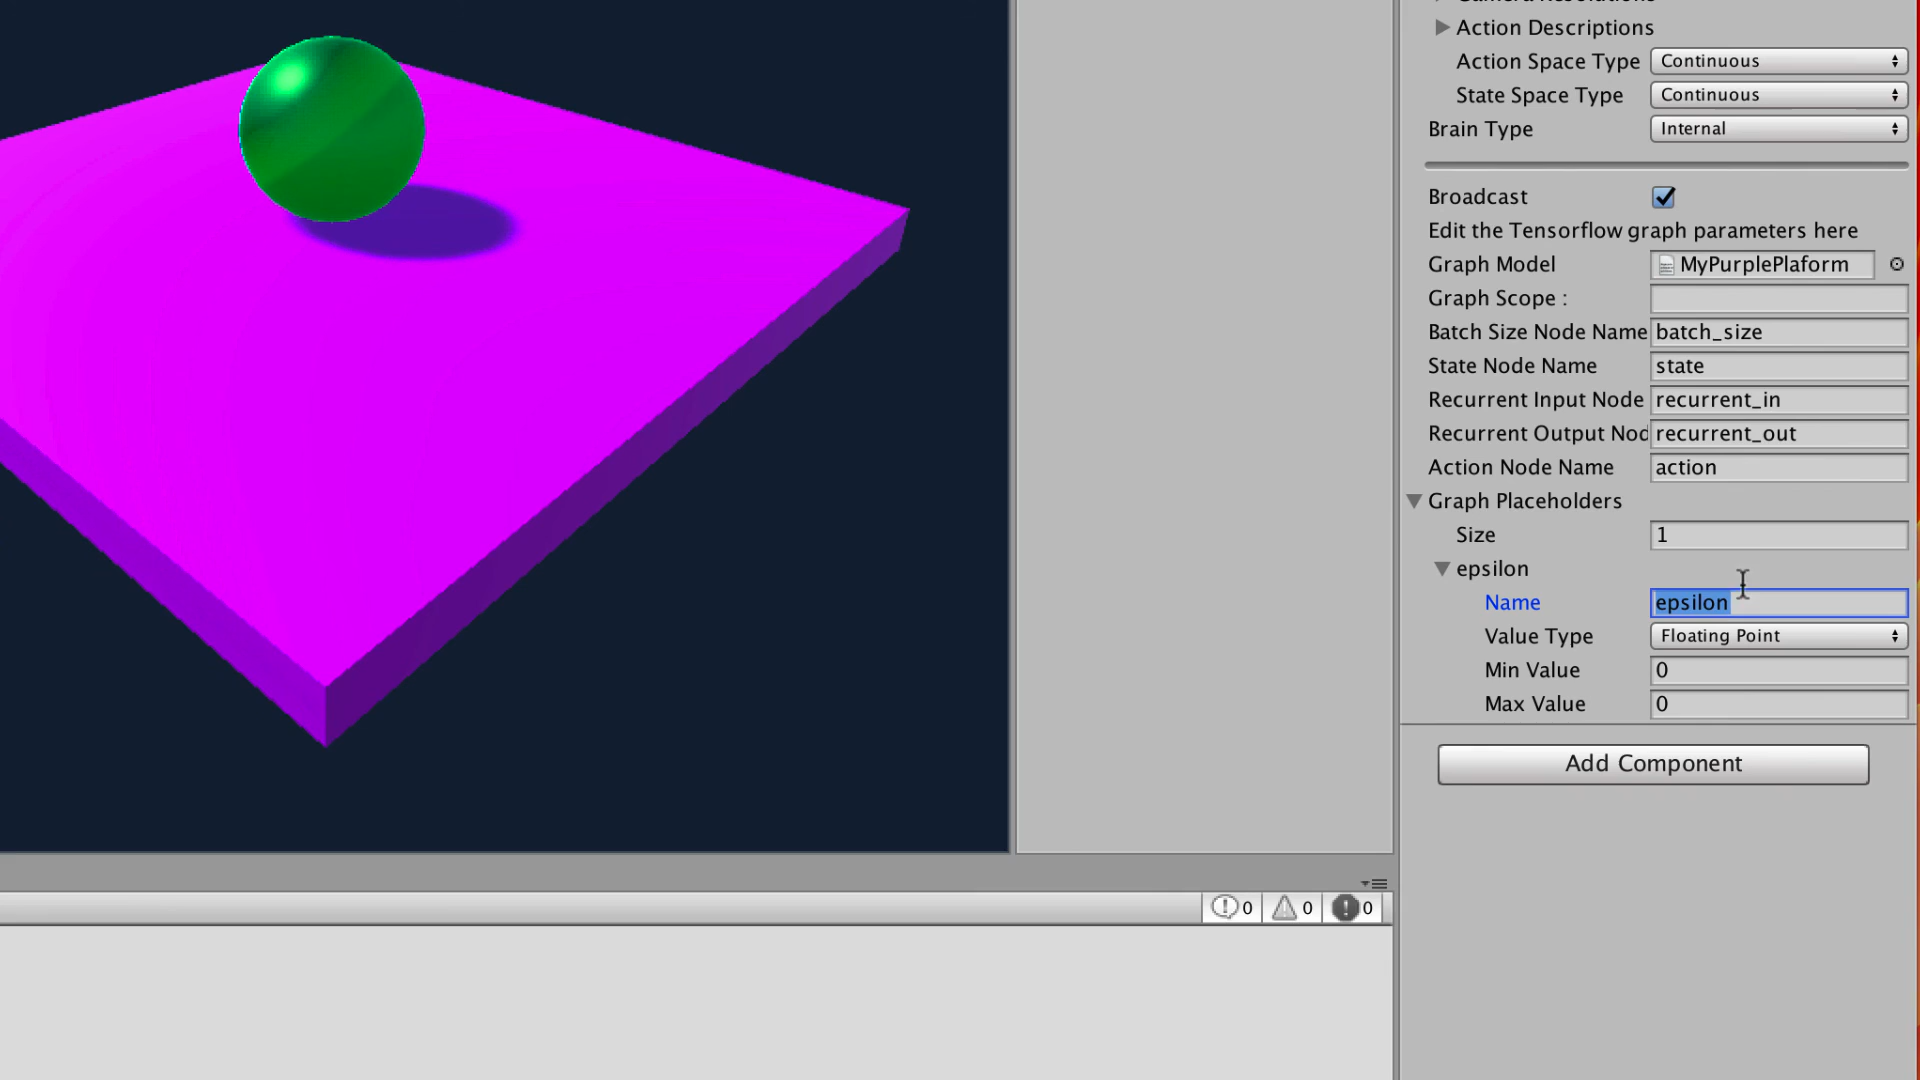 Action Descriptions
Action Space Type Continuous
State Space Type Continuous
Brain Type Internal
Broadcast
Edit the Tensorflow graph parameters here
Graph Model MyPurplePlaform
Graph Scope :
Batch Size Node Name batch_size
State Node Name state
Recurrent Input Node recurrent_in
Recurrent Output Nod recurrent_out
Action Node Name action
Graph Placeholders
Size 1
epsilon
Name epsilon
Value Type Floating Point
Min Value 0
Max Value 0
Add Component
0 0 0